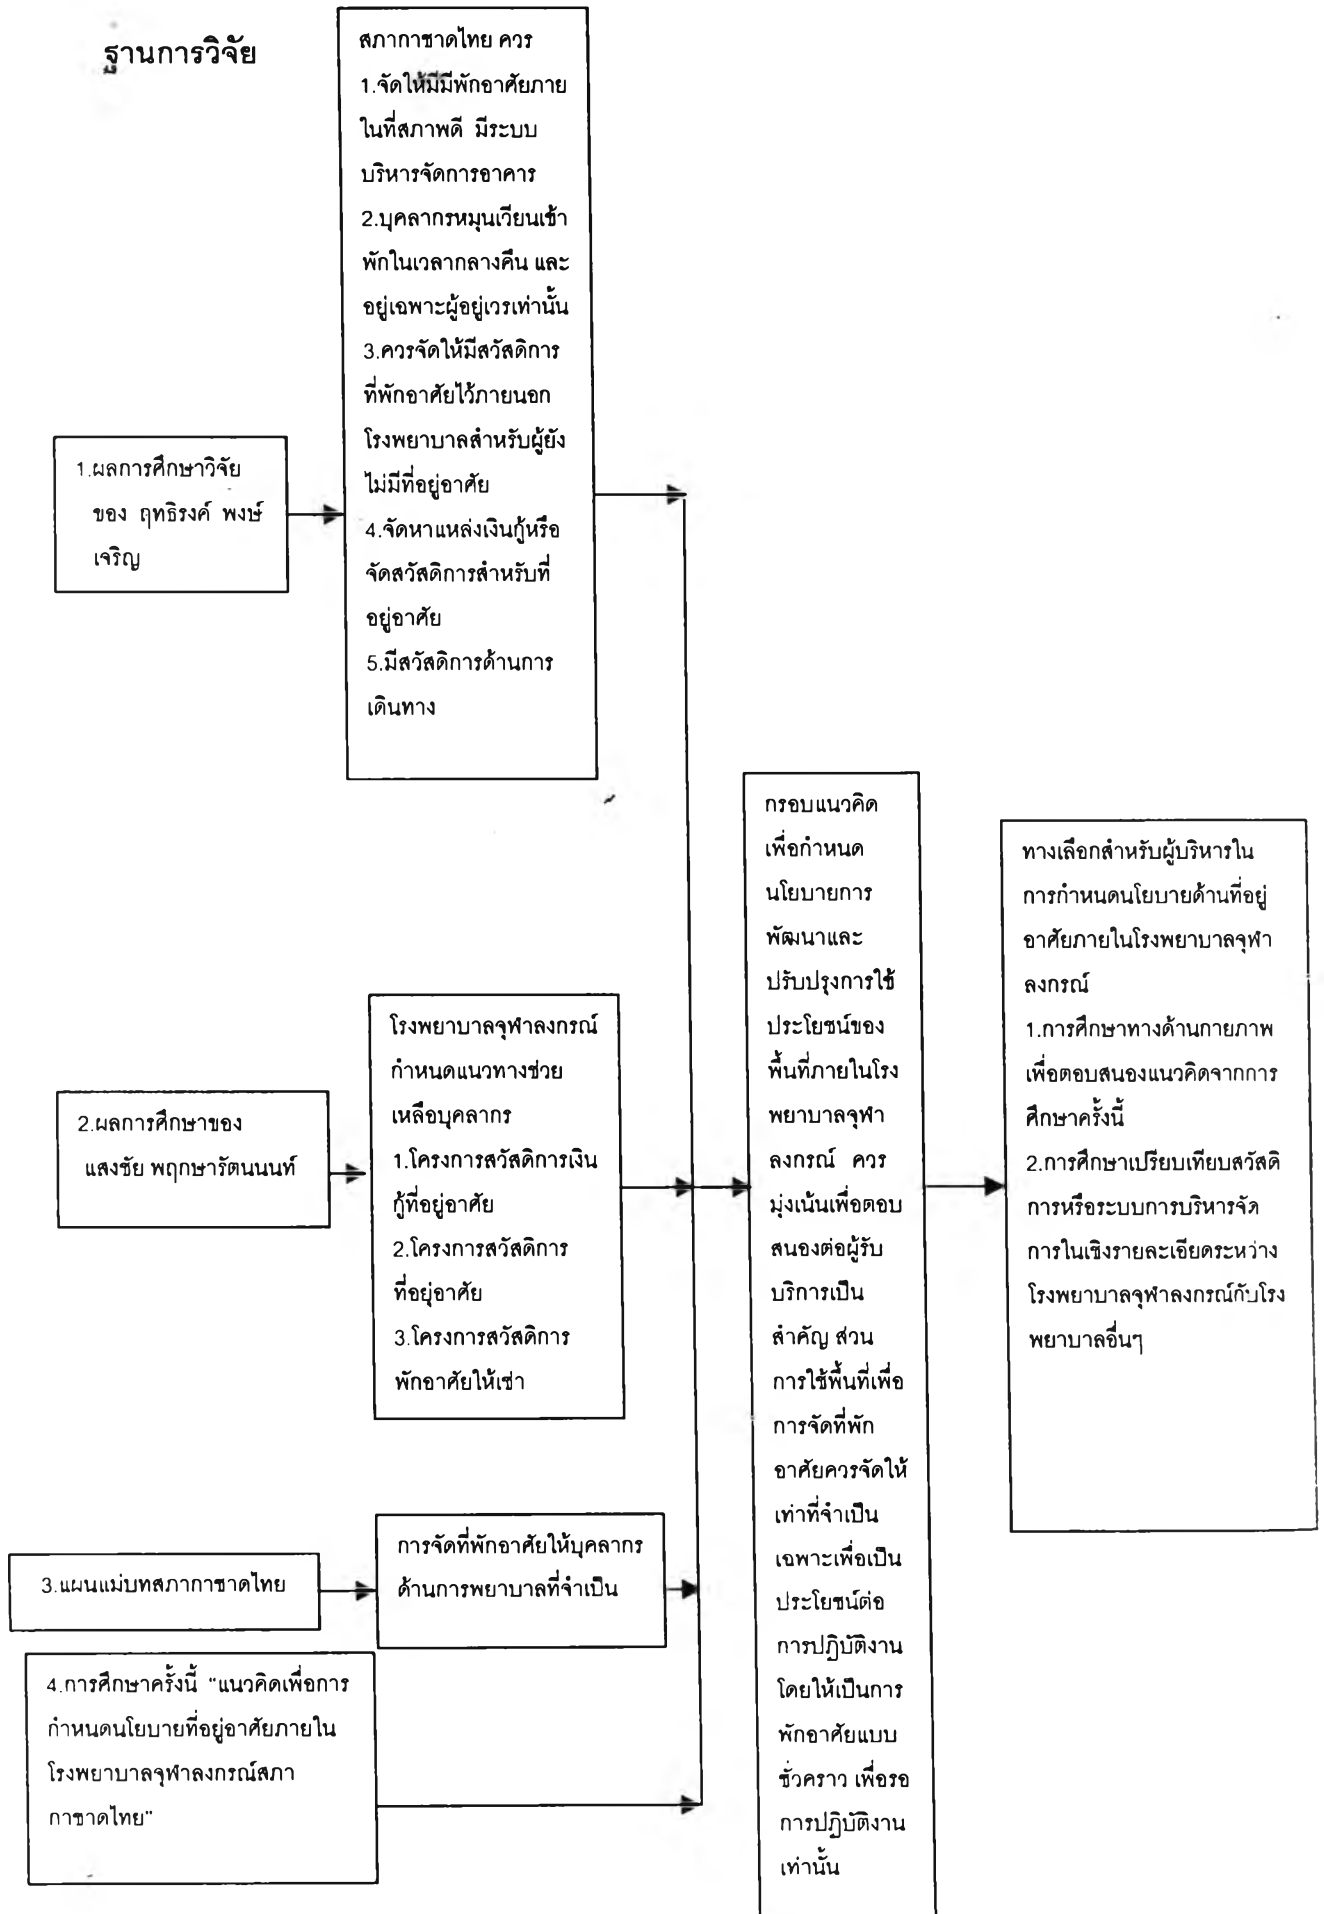 ฐานการวิจัย
สภากาชาดไทย ควร
1.จัดให้มีมีพักอาศัยภาย
ในที่สภาพดี มีระบบ
บริหารจัดการอาคาร
2.บุคลากรหมุนเวียนเข้า
พักในเวลากลางคืน และ
อยู่เฉพาะผู้อยู่เวรเท่านั้น
3.ควรจัดให้มีสวัสดิการ
ที่พักอาศัยไว้ภายนอก
โรงพยาบาลสำหรับผู้ยัง
ไม่มีที่อยู่อาศัย
4.จัดหาแหล่งเงินกู้หรือ
จัดสวัสดิการสำหรับที่
อยู่อาศัย
5.มีสวัสดิการด้านการ
เดินทาง
1.ผลการศึกษาวิจัย
ของ ฤทธิรงค์ พงษ์
เจริญ
2.ผลการศึกษาของ
แสงชัย พฤกษารัตนนนท์
โรงพยาบาลจุฬาลงกรณ์
กำหนดแนวทางช่วย
เหลือบุคลากร
1.โครงการสวัสดิการเงิน
กู้ที่อยู่อาศัย
2.โครงการสวัสดิการ
ที่อยุ่อาศัย
3.โครงการสวัสดิการ
พักอาศัยให้เช่า
3.แผนแม่บทสภากาชาดไทย
การจัดที่พักอาศัยให้บุคลากร
ด้านการพยาบาลที่จำเป็น
4.การศึกษาครั้งนี้ "แนวคิดเพื่อการ
กำหนดนโยบายที่อยู่อาศัยภายใน
โรงพยาบาลจุฬาลงกรณ์สภา
กาชาดไทย"
กรอบแนวคิด
เพื่อกำหนด
นโยบายการ
พัฒนาและ
ปรับปรุงการใช้
ประโยชน์ของ
พื้นที่ภายในโรง
พยาบาลจุฬา
ลงกรณ์ ควร
มุ่งเน้นเพื่อตอบ
สนองต่อผู้รับ
บริการเป็น
สำคัญ ส่วน
การใช้พื้นที่เพื่อ
การจัดที่พัก
อาศัยควรจัดให้
เท่าที่จำเป็น
เฉพาะเพื่อเป็น
ประโยชน์ต่อ
การปฏิบัติงาน
โดยให้เป็นการ
พักอาศัยแบบ
ชั่วคราว เพื่อรอ
การปฏิบัติงาน
เท่านั้น
ทางเลือกสำหรับผู้บริหารใน
การกำหนดนโยบายด้านที่อยู่
อาศัยภายในโรงพยาบาลจุฬา
ลงกรณ์
1.การศึกษาทางด้านกายภาพ
เพื่อตอบสนองแนวคิดจากการ
ศึกษาครั้งนี้
2.การศึกษาเปรียบเทียบสวัสดิ
การหรือระบบการบริหารจัด
การในเชิงรายละเอียดระหว่าง
โรงพยาบาลจุฬาลงกรณ์กับโรง
พยาบาลอื่นๆ